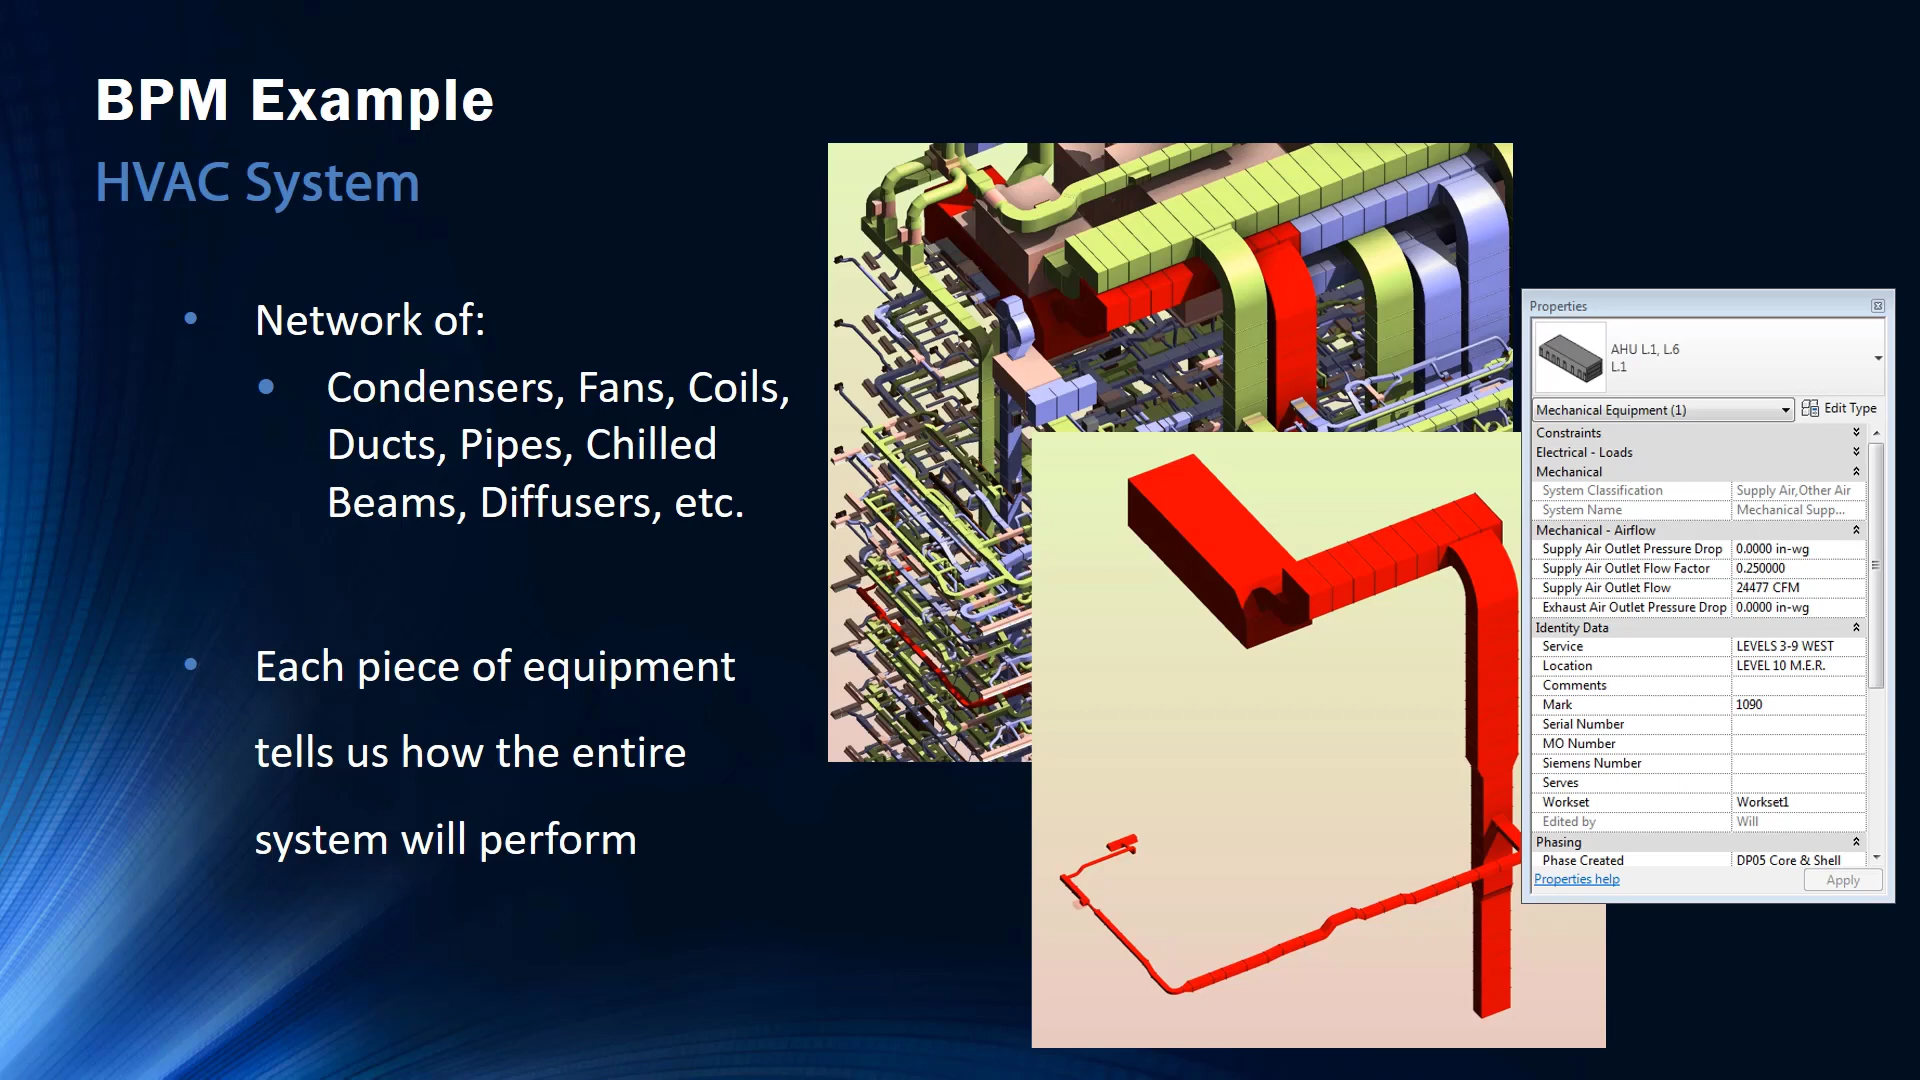 BPM Example
HVAC System
Network of:
Condensers, Fans, Coils,
Ducts, Pipes, Chilled
Beams, Diffusers, etc.
Each piece of equipment
tells us how the entire
system will perform
Properties
AHU L.1, L.6
L.1
Mechanical Equipment (1)
Edit Type
Constraints
Electrical - Loads
Mechanical
System Classification Supply Air,Other Air
System Name Mechanical Supp...
Mechanical - Airflow
Supply Air Outlet Pressure Drop 0.0000 in-wg
Supply Air Outlet Flow Factor 0.250000
Supply Air Outlet Flow 24477 CFM
Exhaust Air Outlet Pressure Drop 0.0000 in-wg
Identity Data
Service LEVELS 3-9 WEST
Location LEVEL 10 M.E.R.
Comments
Mark 1090
Serial Number
MO Number
Siemens Number
Serves
Workset Workset1
Edited by Will
Phasing
Phase Created DP05 Core & Shell
Properties help
Apply